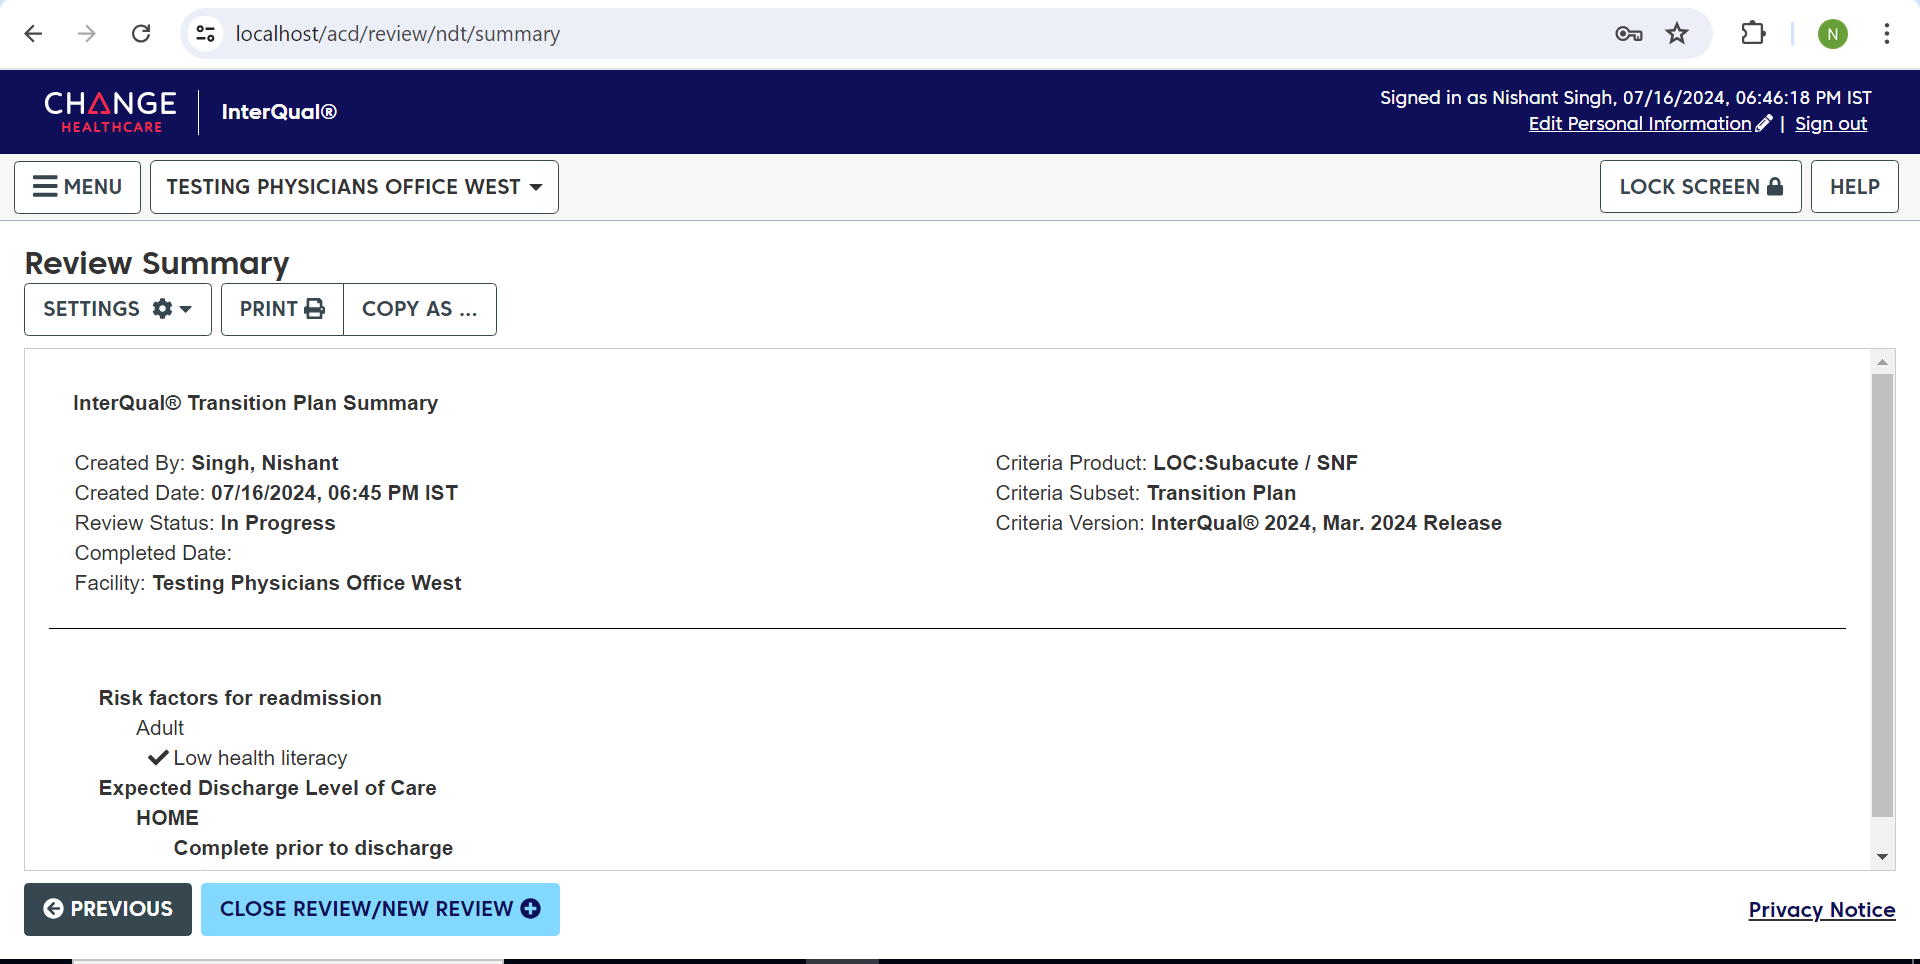 localhost/acd/review/ndt/summary
N
CHANGE
HEALTHCARE
InterQual®
Signed in as Nishant Singh, 07/16/2024, 06:46:18 PM IST
Edit Personal Information | Sign out
MENU
TESTING PHYSICIANS OFFICE WEST
LOCK SCREEN
HELP
Review Summary
SETTINGS
PRINT
COPY AS ...
InterQual® Transition Plan Summary
Created By: Singh, Nishant
Criteria Product: LOC:Subacute / SNF
Created Date: 07/16/2024, 06:45 PM IST
Criteria Subset: Transition Plan
Review Status: In Progress
Criteria Version: InterQual® 2024, Mar. 2024 Release
Completed Date:
Facility: Testing Physicians Office West
Risk factors for readmission
Adult
Low health literacy
Expected Discharge Level of Care
HOME
Complete prior to discharge
PREVIOUS
CLOSE REVIEW/NEW REVIEW
Privacy Notice